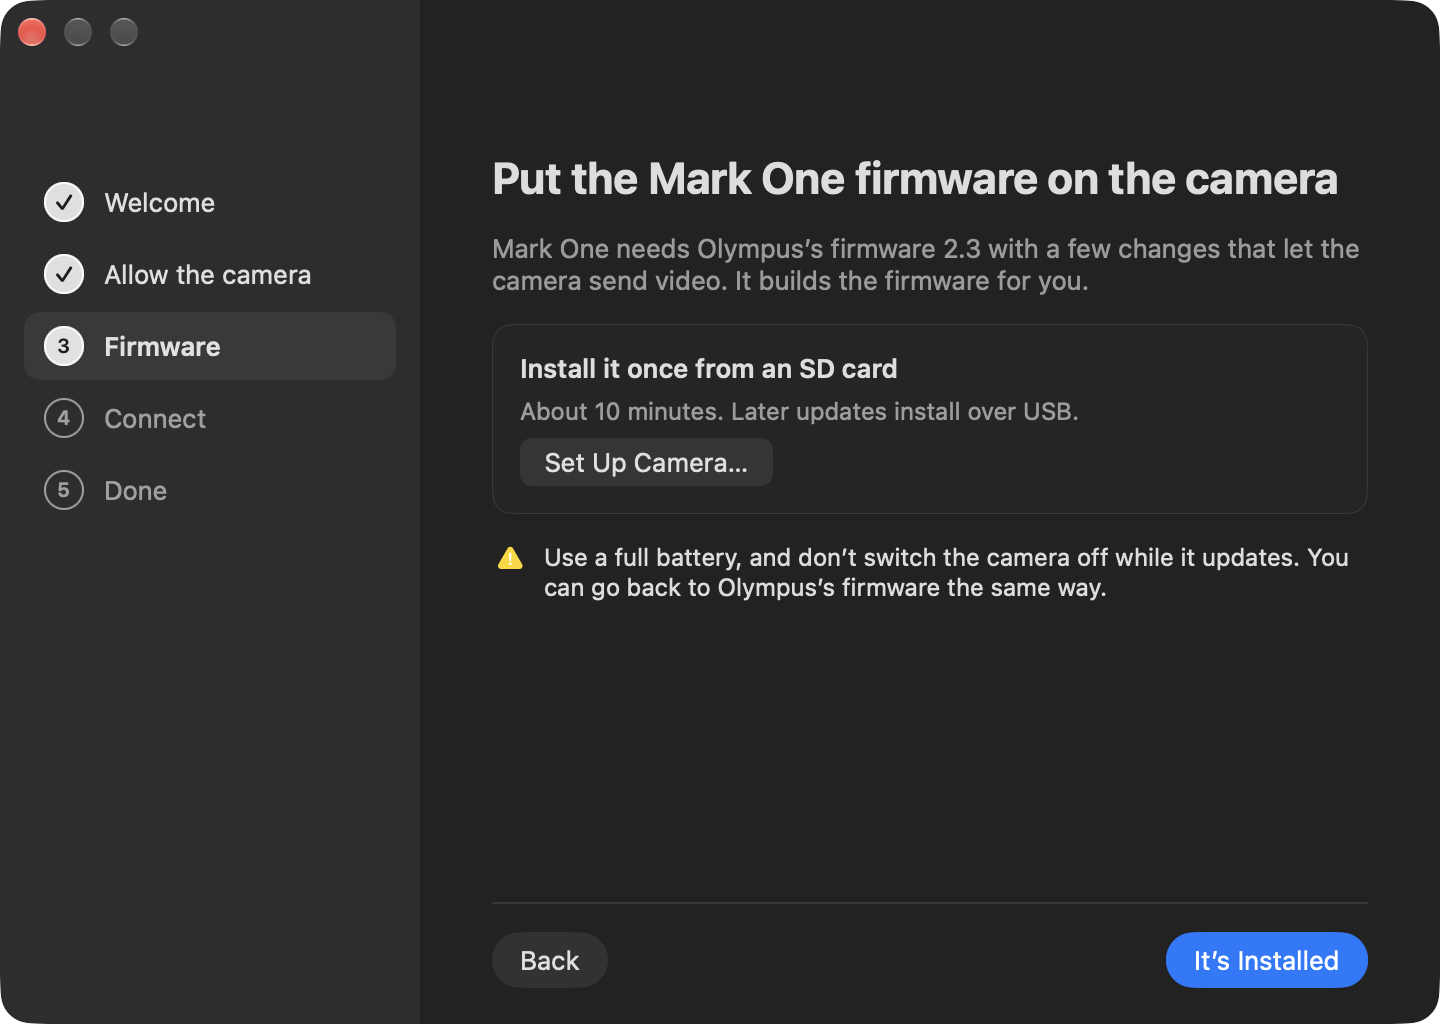 Welcome
Allow the camera
3 Firmware
4 Connect
5 Done
Put the Mark One firmware on the camera
Mark One needs Olympus’s firmware 2.3 with a few changes that let the
camera send video. It builds the firmware for you.
Install it once from an SD card
About 10 minutes. Later updates install over USB.
Set Up Camera...
Use a full battery, and don’t switch the camera off while it updates. You
can go back to Olympus’s firmware the same way.
Back
It’s Installed